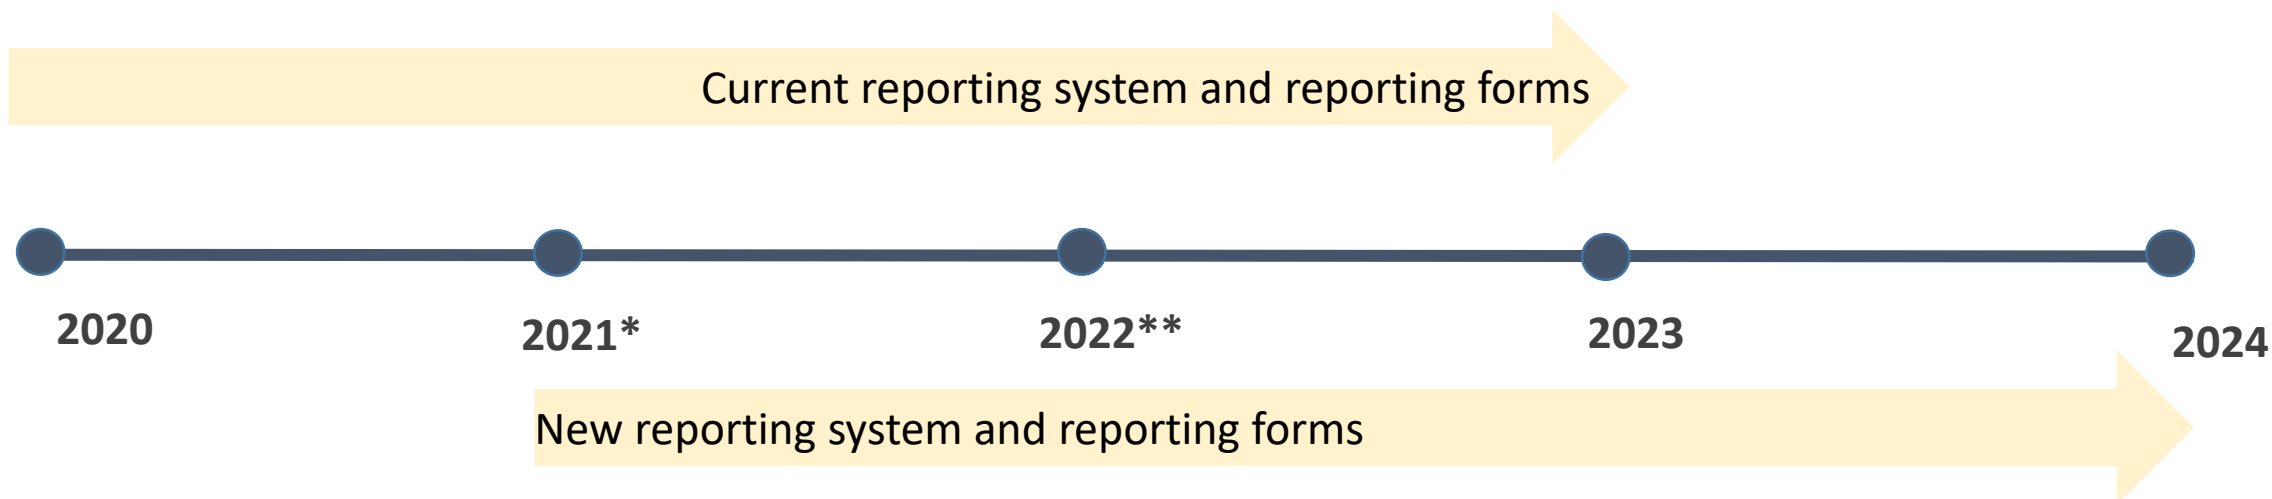 Current reporting system and reporting forms
2020
2021*
2022**
2023
2024
New reporting system and reporting forms